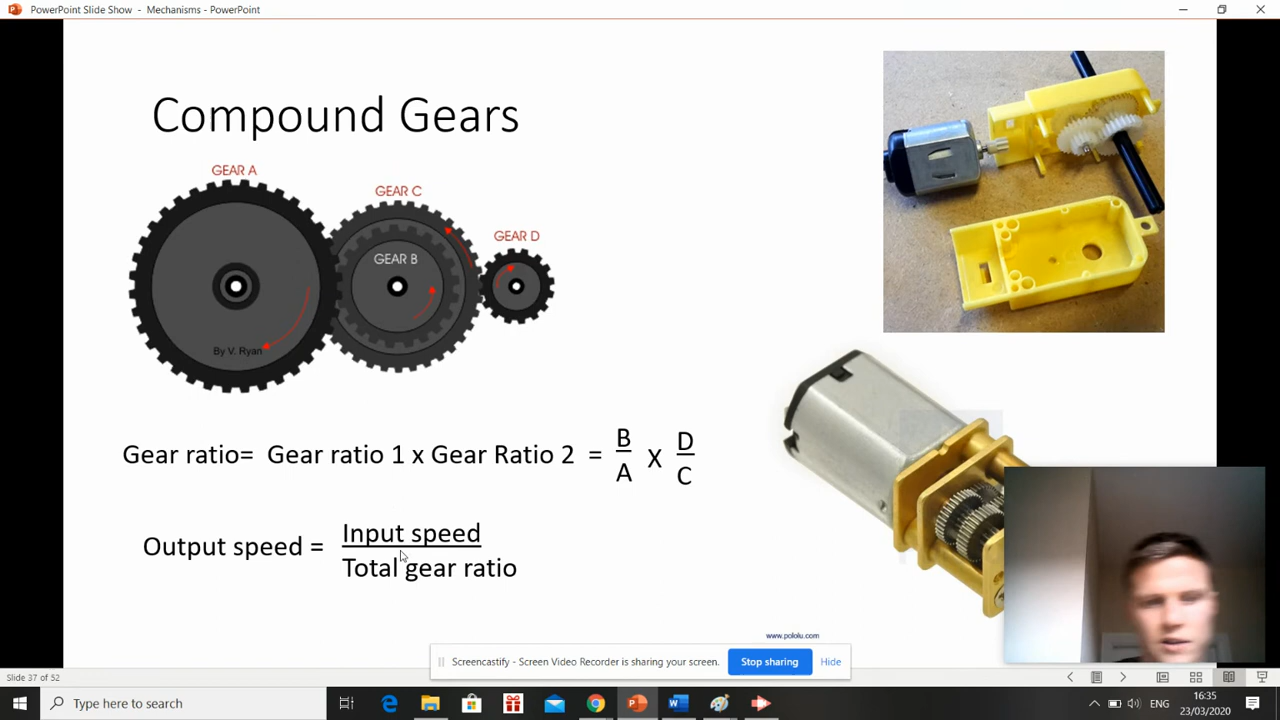 PowerPoint Slide Show - Mechanisms - PowerPoint
Compound Gears
GEAR A
GEAR C
GEAR D
GEAR B
By V. Ryan
Gear ratio= Gear ratio 1 x Gear Ratio 2 = B/A X D/C
Output speed = Input speed
Total gear ratio
www.pololu.com
Screencastify - Screen Video Recorder is sharing your screen.
Stop sharing
Hide
Slide 37 of 52
Type here to search
16:35
23/03/2020